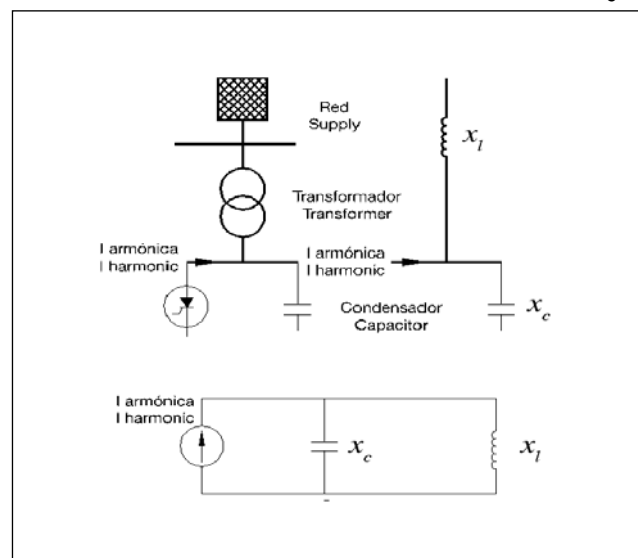 Red
Supply
x_l
Transformador
Transformer
I armónica
I harmonic
I armónica
I harmonic
Condensador
Capacitor
x_c
I armónica
I harmonic
x_c
x_l